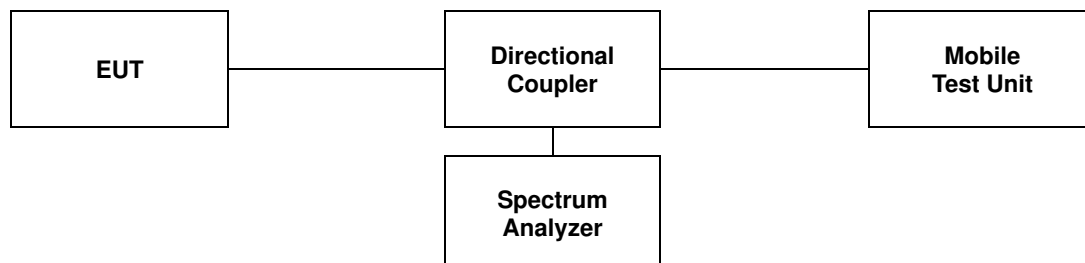 EUT
Directional
Coupler
Mobile
Test Unit
Spectrum
Analyzer